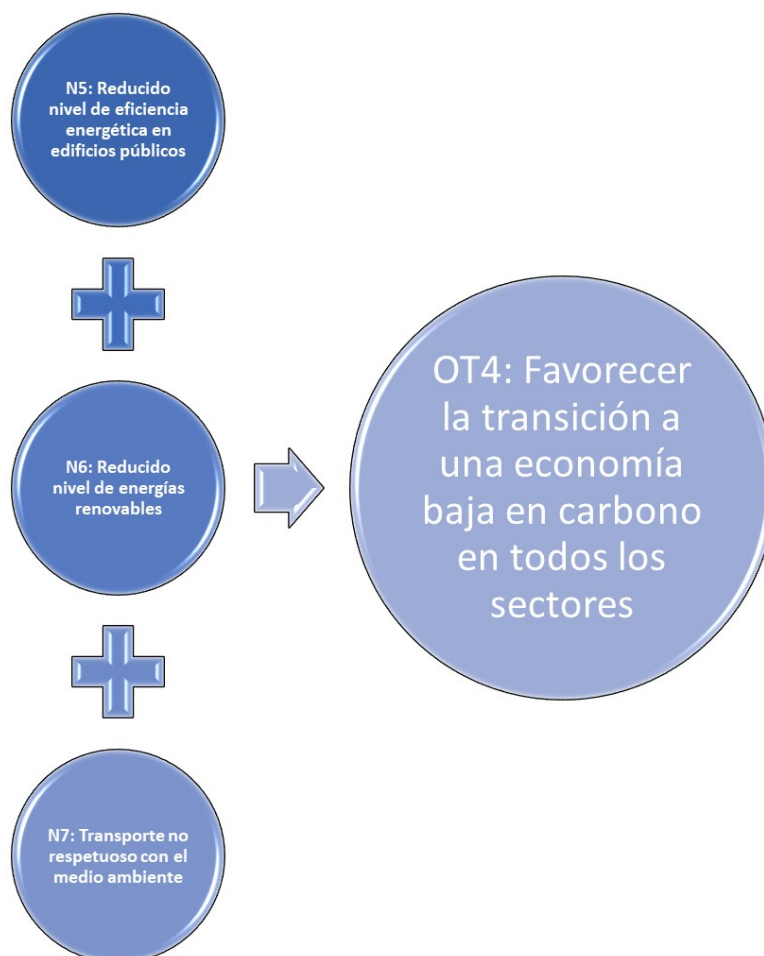 N5: Reducido
nivel de eficiencia
energética en
edificios públicos
N6: Reducido
nivel de energías
renovables
N7: Transporte no
respetuoso con el
medio ambiente
OT4: Favorecer
la transición a
una economía
baja en carbono
en todos los
sectores